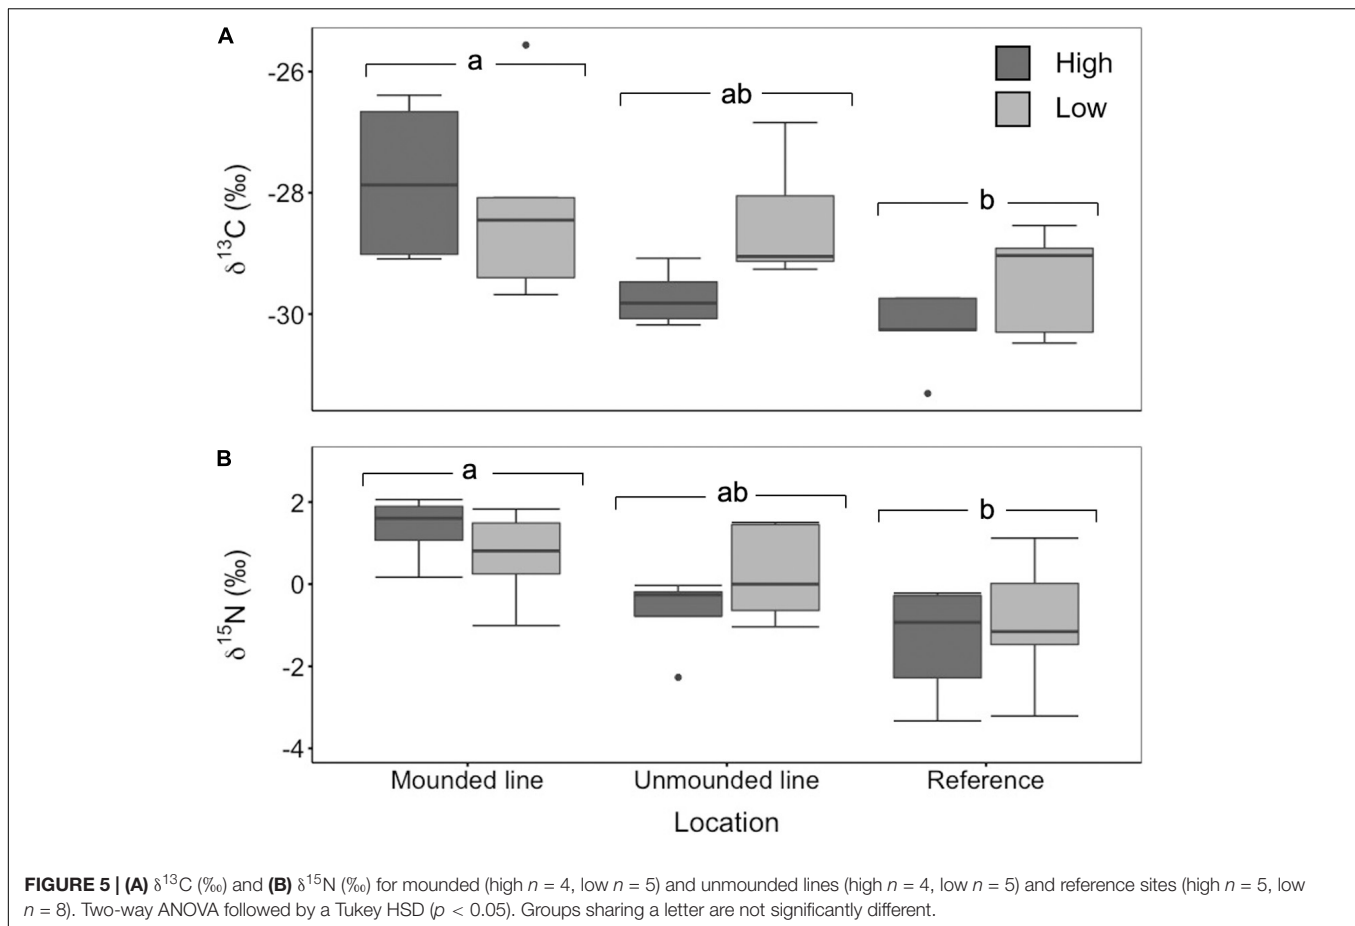 A
a
-26
High
ab
Low
-28
b
δ¹³C (‰)
-30
B
a
2
ab
b
0
δ¹⁵N (‰)
-2
-4
Mounded line Unmounded line Reference
Location
FIGURE 5 | (A) δ¹³C (‰) and (B) δ¹⁵N (‰) for mounded (high n = 4, low n = 5) and unmounded lines (high n = 4, low n = 5) and reference sites (high n = 5, low
n = 8). Two-way ANOVA followed by a Tukey HSD (p < 0.05). Groups sharing a letter are not significantly different.